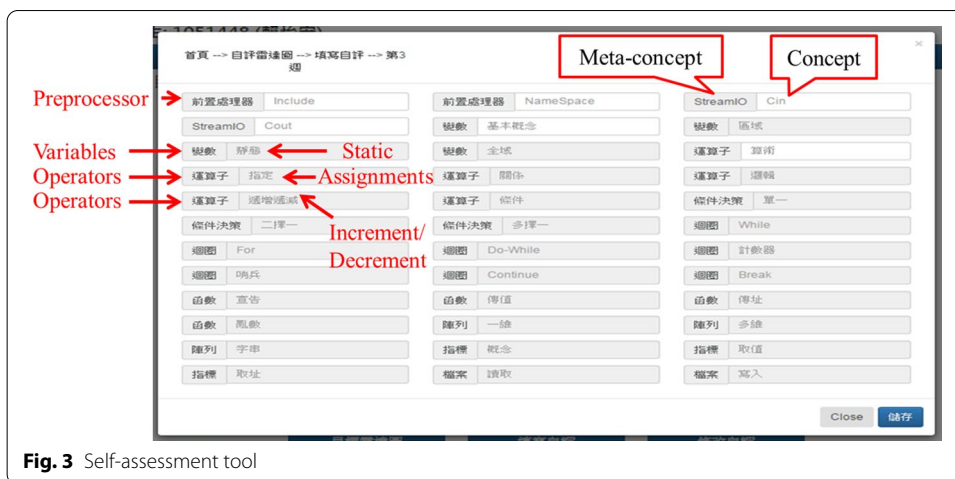 1051448
首頁 --> 自評雷達圖 --> 填寫自評 --> 第3
週
×
Meta-concept
Concept
Preprocessor
前置處理器 Include
前置處理器 NameSpace
StreamIO Cin
StreamIO Cout
變數 基本概念
變數 區域
Variables
變數 靜態
Static
變數 全域
運算子 算術
Operators
運算子 指定
Assignments
運算子 關係
運算子 邏輯
Operators
運算子 遞增遞減
運算子 條件
條件決策 單一
Increment/
Decrement
條件決策 二擇一
條件決策 多擇一
迴圈 While
迴圈 For
迴圈 Do-While
迴圈 計數器
迴圈 哨兵
迴圈 Continue
迴圈 Break
函數 宣告
函數 傳值
函數 傳址
函數 亂數
陣列 一維
陣列 多維
陣列 字串
指標 概念
指標 取值
指標 取址
檔案 讀取
檔案 寫入
Close
儲存
Fig. 3 Self-assessment tool